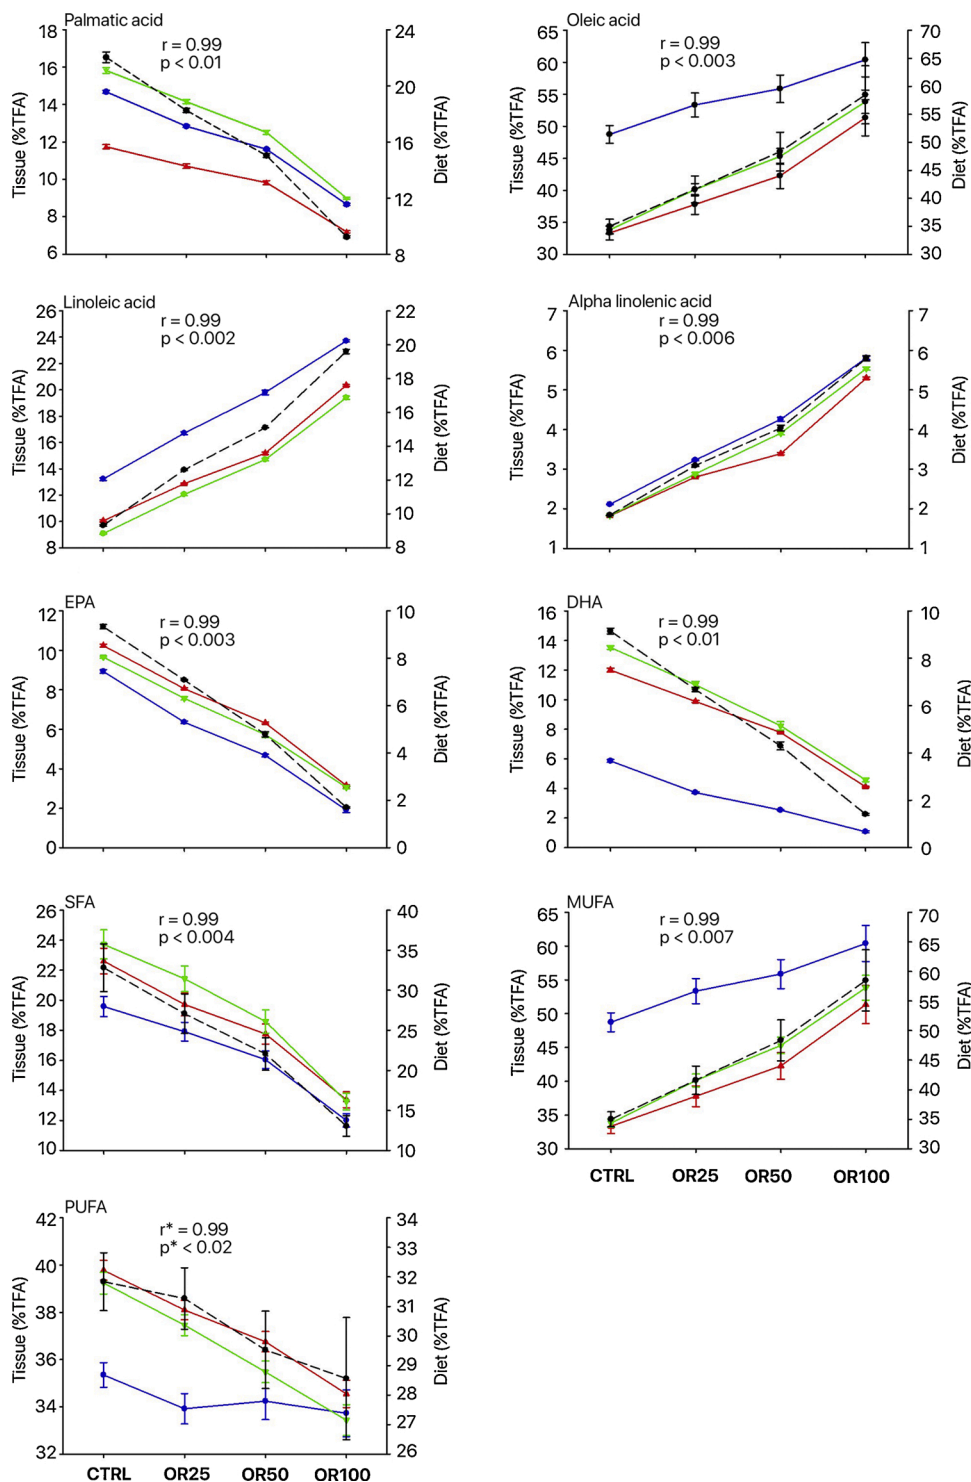 Palmatic acid
r = 0.99
p < 0.01
Tissue (%TFA)
18
16
14
12
10
8
6
Diet (%TFA)
24
20
16
12
8
Oleic acid
r = 0.99
p < 0.003
Tissue (%TFA)
65
60
55
50
45
40
35
30
Diet (%TFA)
70
65
60
55
50
45
40
35
30
Linoleic acid
r = 0.99
p < 0.002
Tissue (%TFA)
26
24
22
20
18
16
14
12
10
8
Diet (%TFA)
22
20
18
16
14
12
10
8
Alpha linolenic acid
r = 0.99
p < 0.006
Tissue (%TFA)
7
6
5
4
3
2
1
Diet (%TFA)
7
6
5
4
3
2
1
EPA
r = 0.99
p < 0.003
Tissue (%TFA)
12
10
8
6
4
2
0
Diet (%TFA)
10
8
6
4
2
0
DHA
r = 0.99
p < 0.01
Tissue (%TFA)
16
14
12
10
8
6
4
2
0
Diet (%TFA)
10
8
6
4
2
0
SFA
r = 0.99
p < 0.004
Tissue (%TFA)
26
24
22
20
18
16
14
12
10
Diet (%TFA)
40
35
30
25
20
15
10
MUFA
r = 0.99
p < 0.007
Tissue (%TFA)
65
60
55
50
45
40
35
30
Diet (%TFA)
70
65
60
55
50
45
40
35
30
CTRL OR25 OR50 OR100
PUFA
r* = 0.99
p* < 0.02
Tissue (%TFA)
42
40
38
36
34
32
Diet (%TFA)
34
33
32
31
30
29
28
27
26
CTRL OR25 OR50 OR100